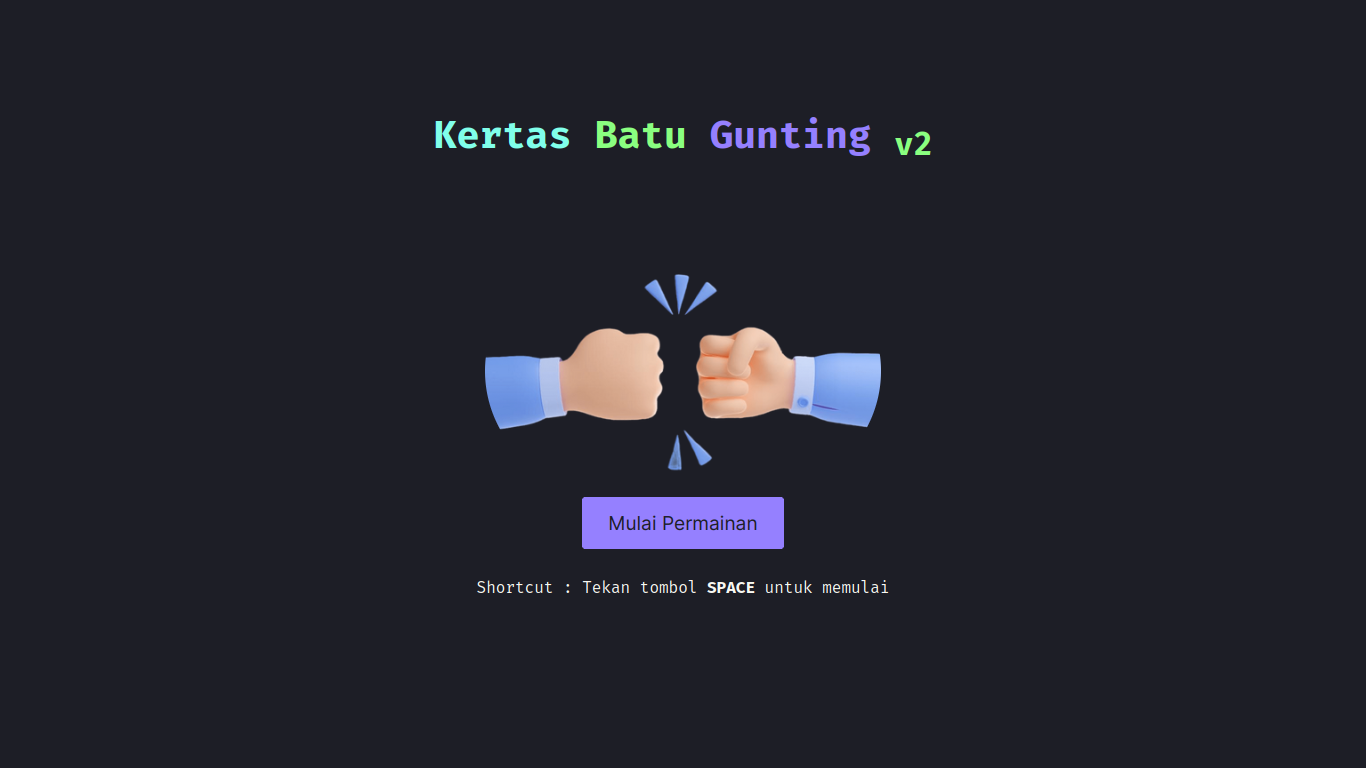 Kertas Batu Gunting v2
Mulai Permainan
Shortcut : Tekan tombol SPACE untuk memulai